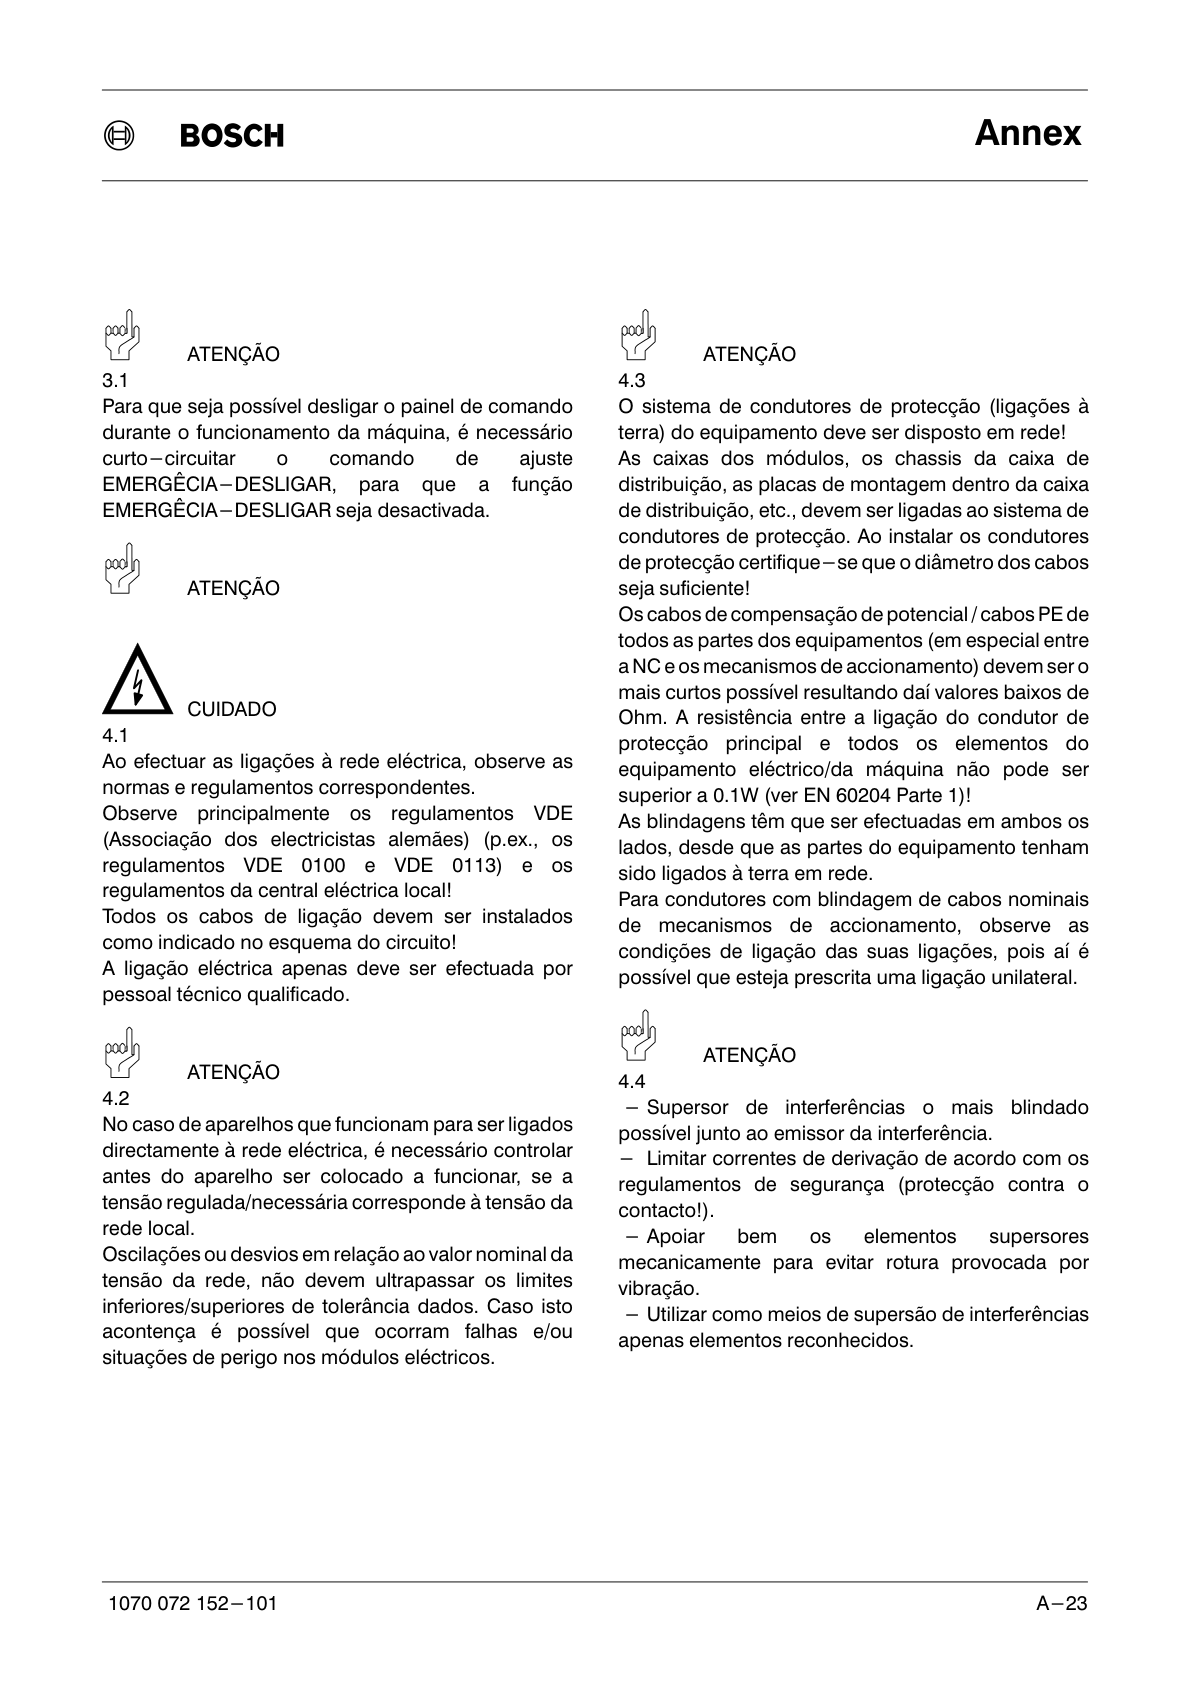 BOSCH
Annex
ATENÇÃO
3.1
Para que seja possível desligar o painel de comando
durante o funcionamento da máquina, é necessário
curto−circuitar o comando de ajuste
EMERGÊCIA−DESLIGAR, para que a função
EMERGÊCIA−DESLIGAR seja desactivada.
ATENÇÃO
CUIDADO
4.1
Ao efectuar as ligações à rede eléctrica, observe as
normas e regulamentos correspondentes.
Observe principalmente os regulamentos VDE
(Associação dos electricistas alemães) (p.ex., os
regulamentos VDE 0100 e VDE 0113) e os
regulamentos da central eléctrica local!
Todos os cabos de ligação devem ser instalados
como indicado no esquema do circuito!
A ligação eléctrica apenas deve ser efectuada por
pessoal técnico qualificado.
ATENÇÃO
4.2
No caso de aparelhos que funcionam para ser ligados
directamente à rede eléctrica, é necessário controlar
antes do aparelho ser colocado a funcionar, se a
tensão regulada/necessária corresponde à tensão da
rede local.
Oscilações ou desvios em relação ao valor nominal da
tensão da rede, não devem ultrapassar os limites
inferiores/superiores de tolerância dados. Caso isto
acontença é possível que ocorram falhas e/ou
situações de perigo nos módulos eléctricos.
ATENÇÃO
4.3
O sistema de condutores de protecção (ligações à
terra) do equipamento deve ser disposto em rede!
As caixas dos módulos, os chassis da caixa de
distribuição, as placas de montagem dentro da caixa
de distribuição, etc., devem ser ligadas ao sistema de
condutores de protecção. Ao instalar os condutores
de protecção certifique−se que o diâmetro dos cabos
seja suficiente!
Os cabos de compensação de potencial / cabos PE de
todos as partes dos equipamentos (em especial entre
a NC e os mecanismos de accionamento) devem ser o
mais curtos possível resultando daí valores baixos de
Ohm. A resistência entre a ligação do condutor de
protecção principal e todos os elementos do
equipamento eléctrico/da máquina não pode ser
superior a 0.1W (ver EN 60204 Parte 1)!
As blindagens têm que ser efectuadas em ambos os
lados, desde que as partes do equipamento tenham
sido ligados à terra em rede.
Para condutores com blindagem de cabos nominais
de mecanismos de accionamento, observe as
condições de ligação das suas ligações, pois aí é
possível que esteja prescrita uma ligação unilateral.
ATENÇÃO
4.4
− Supersor de interferências o mais blindado
possível junto ao emissor da interferência.
− Limitar correntes de derivação de acordo com os
regulamentos de segurança (protecção contra o
contacto!).
− Apoiar bem os elementos supersores
mecanicamente para evitar rotura provocada por
vibração.
− Utilizar como meios de supersão de interferências
apenas elementos reconhecidos.
1070 072 152−101
A−23